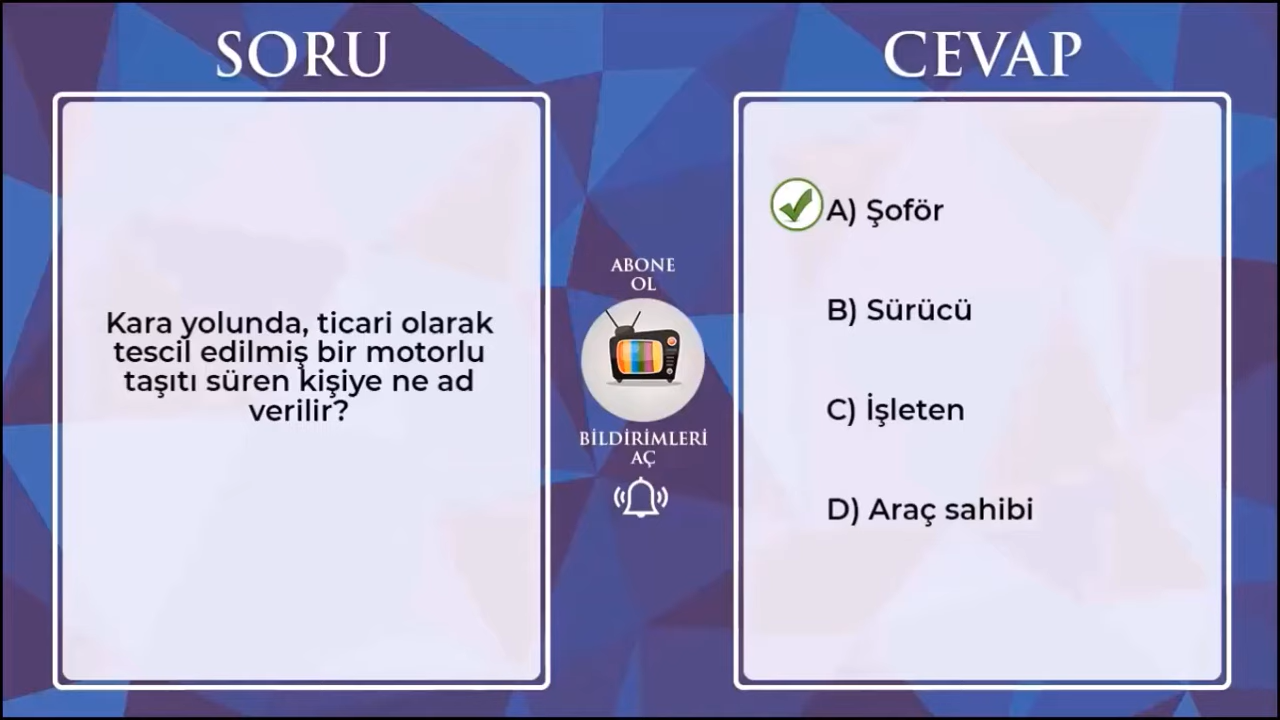 SORU
Kara yolunda, ticari olarak
tescil edilmiş bir motorlu
taşıtı süren kişiye ne ad
verilir?
ABONE
OL
BİLDİRİMLERİ
AÇ
CEVAP
A) Şoför
B) Sürücü
C) İşleten
D) Araç sahibi